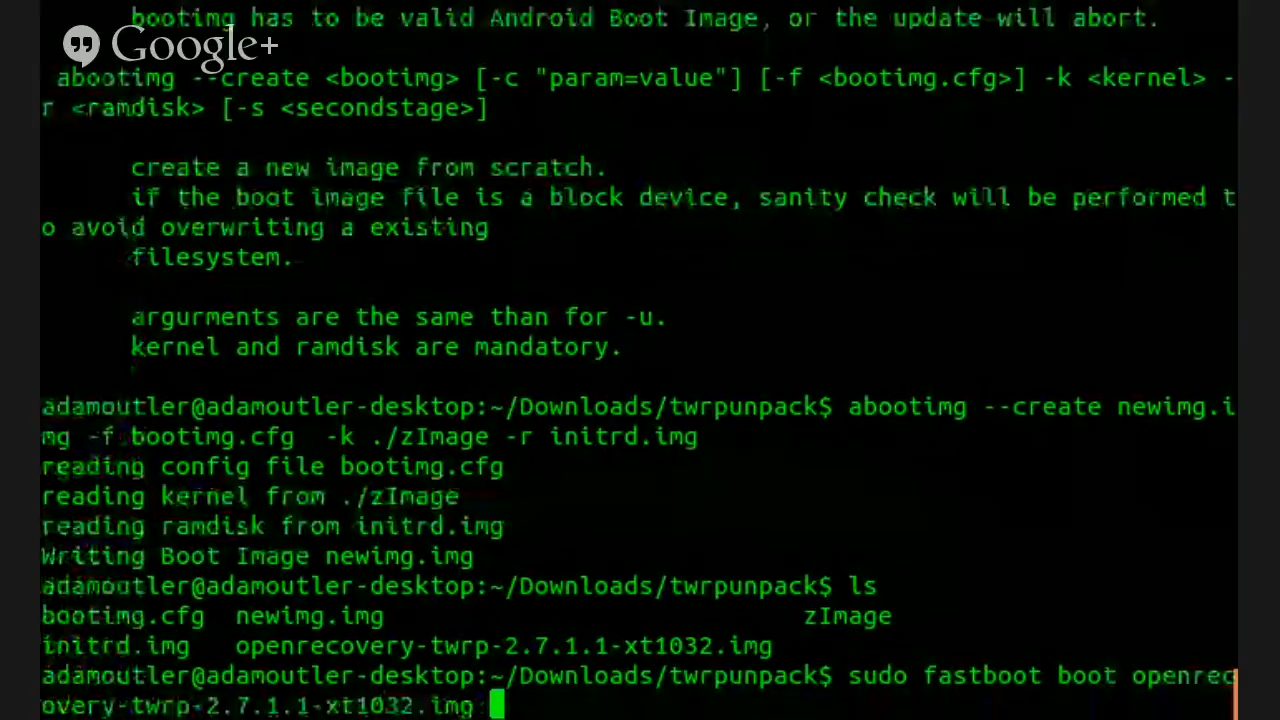 bootimg has to be valid Android Boot Image, or the update will abort.
Google+
abootimg --create <bootimg> [-c "param=value"] [-f <bootimg.cfg>] -k <kernel> -
r <ramdisk> [-s <secondstage>]
create a new image from scratch.
if the boot image file is a block device, sanity check will be performed t
o avoid overwriting a existing
filesystem.
argurments are the same than for -u.
kernel and ramdisk are mandatory.
adamoutler@adamoutler-desktop:~/Downloads/twrpunpack$ abootimg --create newimg.i
mg -f bootimg.cfg  -k ./zImage -r initrd.img
reading config file bootimg.cfg
reading kernel from ./zImage
reading ramdisk from initrd.img
Writing Boot Image newimg.img
adamoutler@adamoutler-desktop:~/Downloads/twrpunpack$ ls
bootimg.cfg  newimg.img                            zImage
initrd.img   openrecovery-twrp-2.7.1.1-xt1032.img
adamoutler@adamoutler-desktop:~/Downloads/twrpunpack$ sudo fastboot boot openrec
overy-twrp-2.7.1.1-xt1032.img